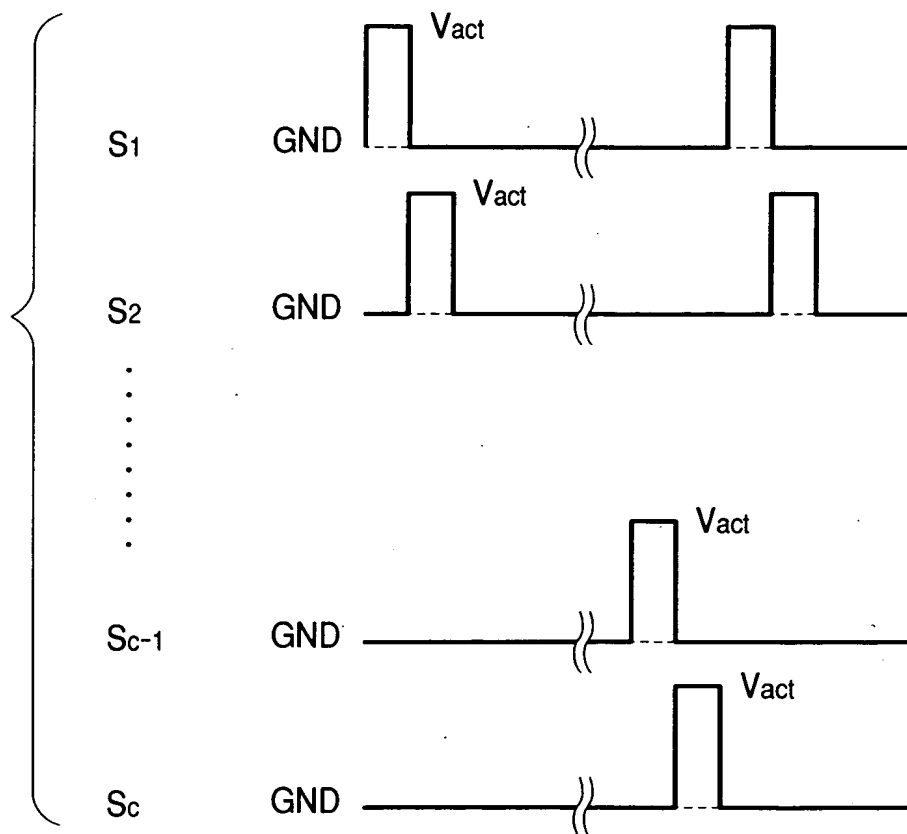 Vact
S1 GND
Vact
S2 GND
Vact
Sc-1 GND
Vact
Sc GND